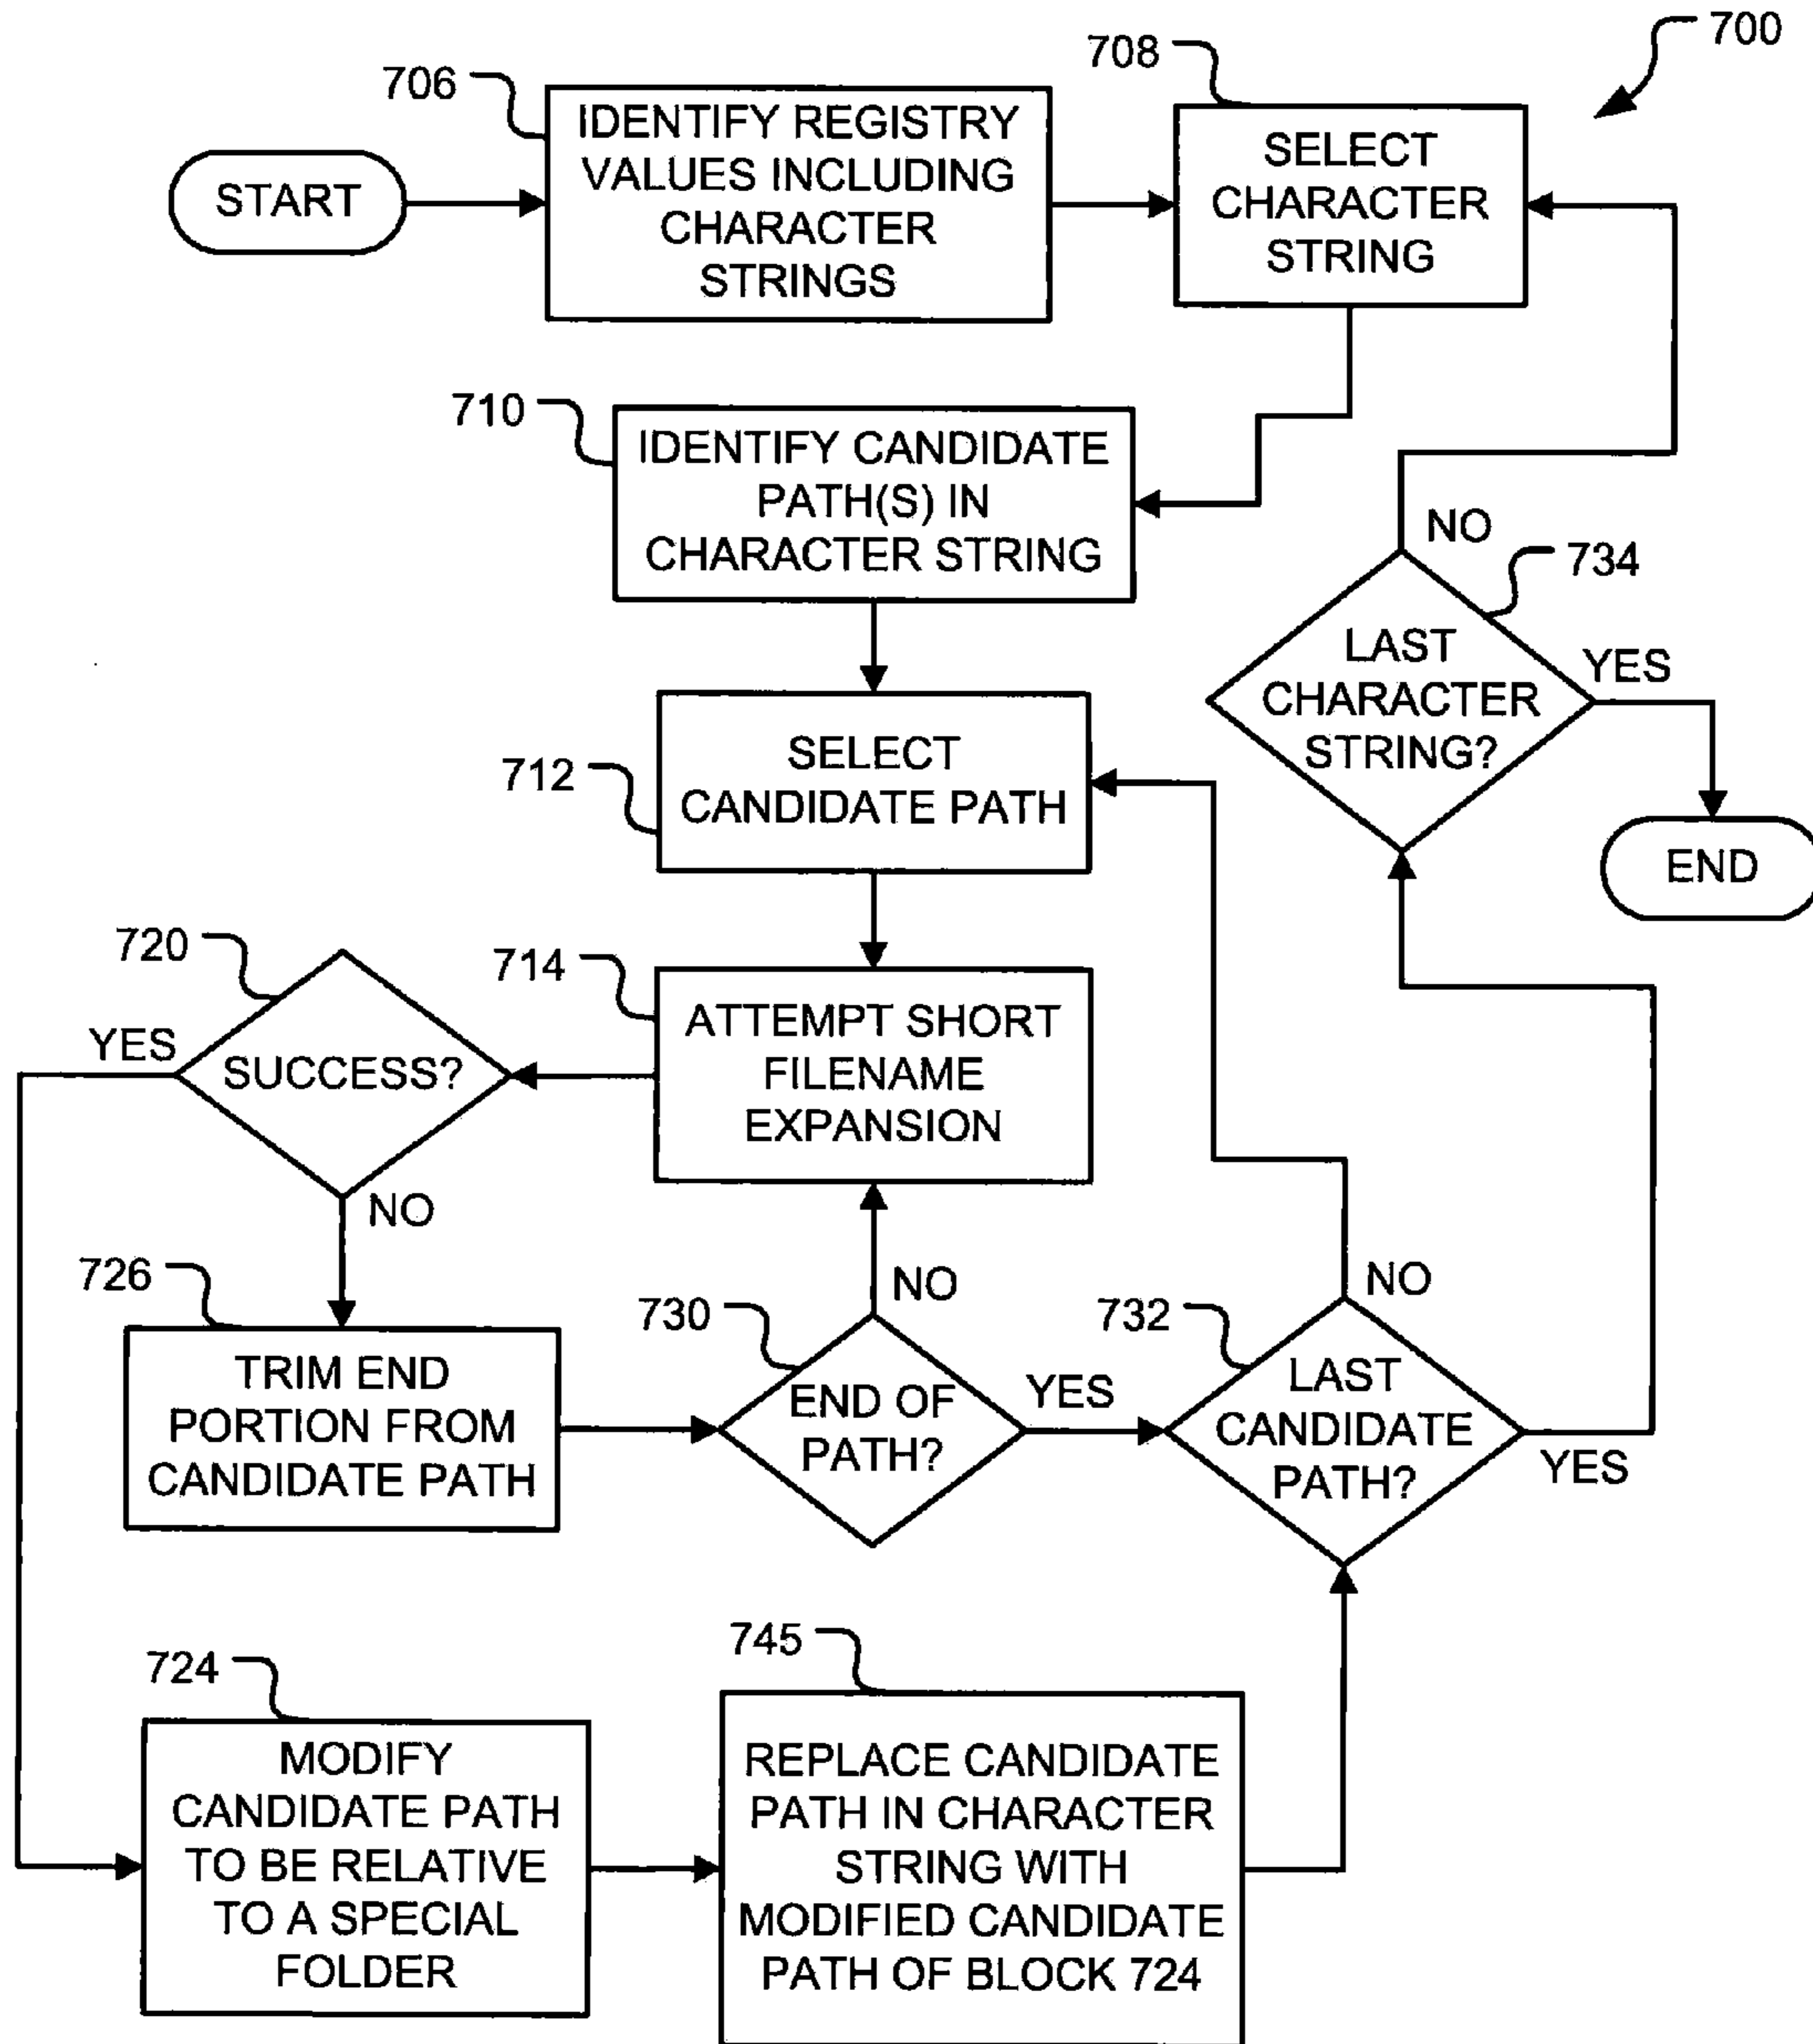 700
706
IDENTIFY REGISTRY
VALUES INCLUDING
CHARACTER
STRINGS
708
SELECT
CHARACTER
STRING
START
710
IDENTIFY CANDIDATE
PATH(S) IN
CHARACTER STRING
NO
734
LAST
CHARACTER
STRING?
YES
END
712
SELECT
CANDIDATE PATH
720
YES
SUCCESS?
NO
714
ATTEMPT SHORT
FILENAME
EXPANSION
726
TRIM END
PORTION FROM
CANDIDATE PATH
730
NO
END OF
PATH?
YES
732
NO
LAST
CANDIDATE
PATH?
YES
724
MODIFY
CANDIDATE PATH
TO BE RELATIVE
TO A SPECIAL
FOLDER
745
REPLACE CANDIDATE
PATH IN CHARACTER
STRING WITH
MODIFIED CANDIDATE
PATH OF BLOCK 724